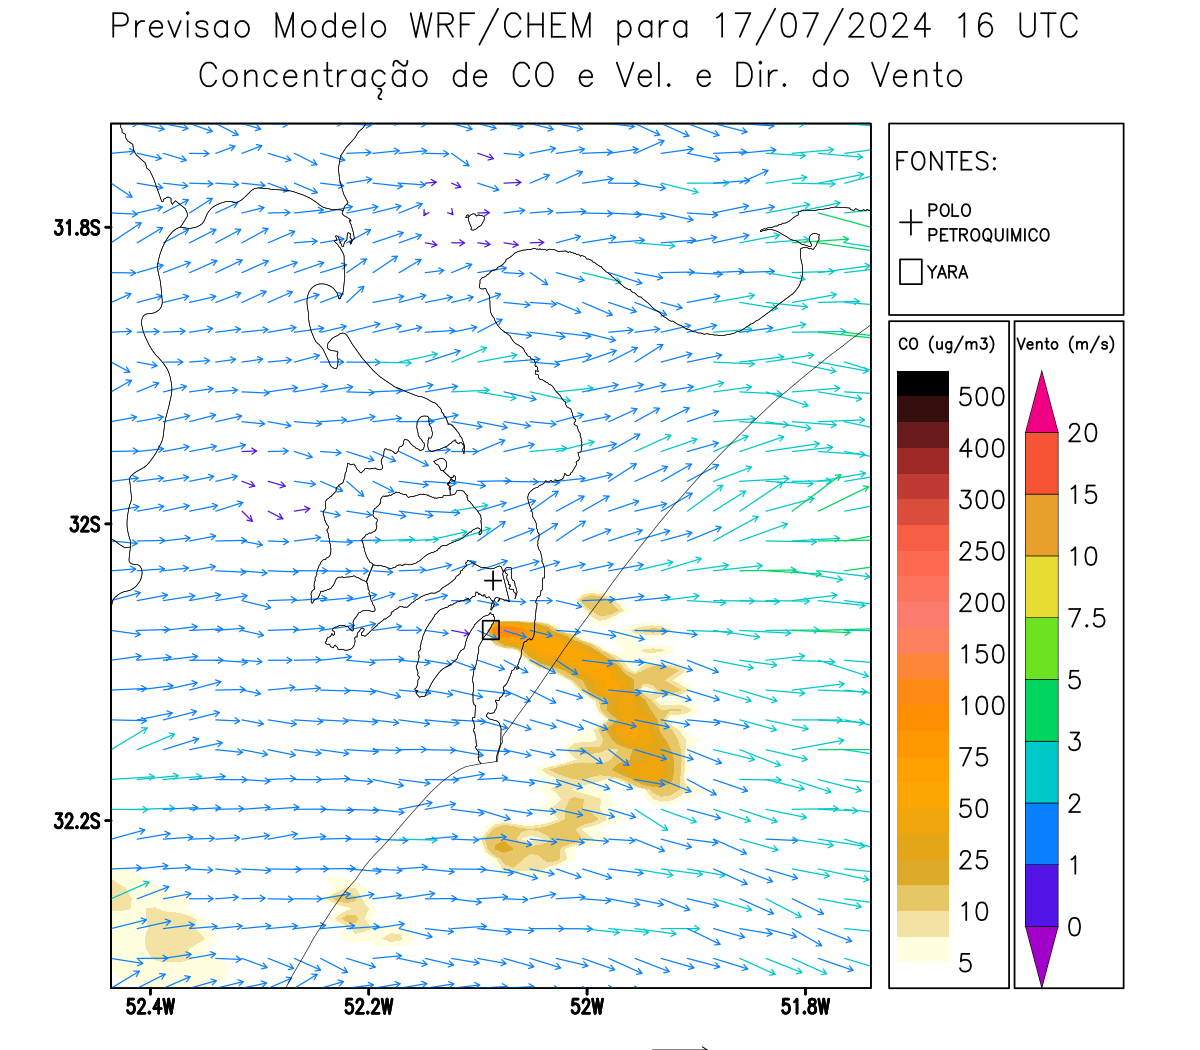 Previsao Modelo WRF/CHEM para 17/07/2024 16 UTC
Concentração de CO e Vel. e Dir. do Vento
FONTES:
POLO
PETROQUIMICO
YARA
CO (ug/m3)
500
400
300
250
200
150
100
75
50
25
10
5
Vento (m/s)
20
15
10
7.5
5
3
2
1
0
31.8S
32S
32.2S
52.4W
52.2W
52W
51.8W